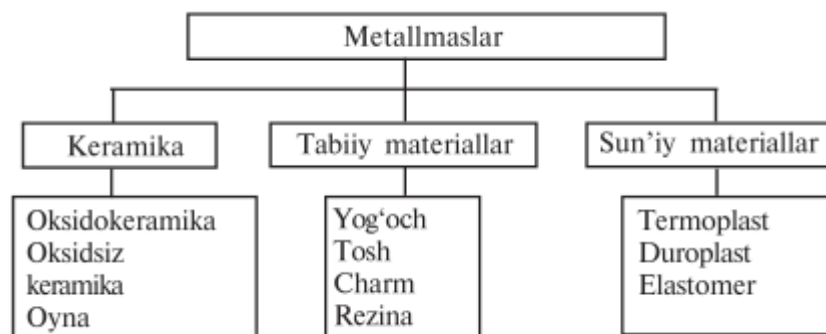 Metallmaslar
Keramika
Tabiiy materiallar
Sun’iy materiallar
Oksidokeramika
Oksidsiz
keramika
Oyna
Yog‘och
Tosh
Charm
Rezina
Termoplast
Duroplast
Elastomer